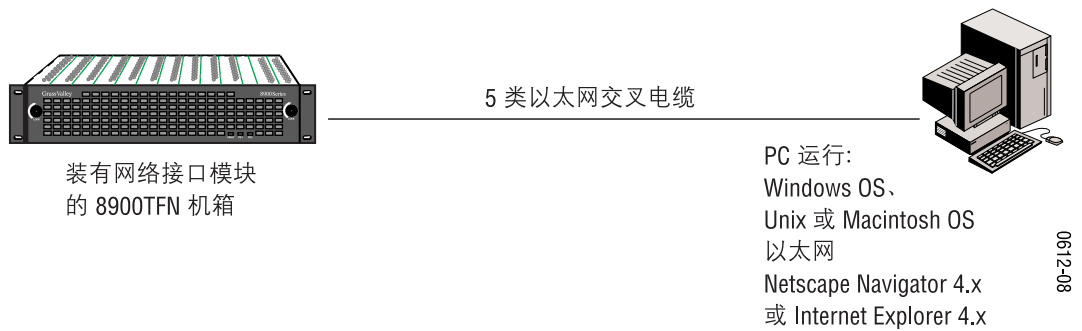 GrassValley
8900Series
5 类以太网交叉电缆
装有网络接口模块
的 8900TFN 机箱
PC 运行:
Windows OS、
Unix 或 Macintosh OS
以太网
Netscape Navigator 4.x
或 Internet Explorer 4.x
0612-08